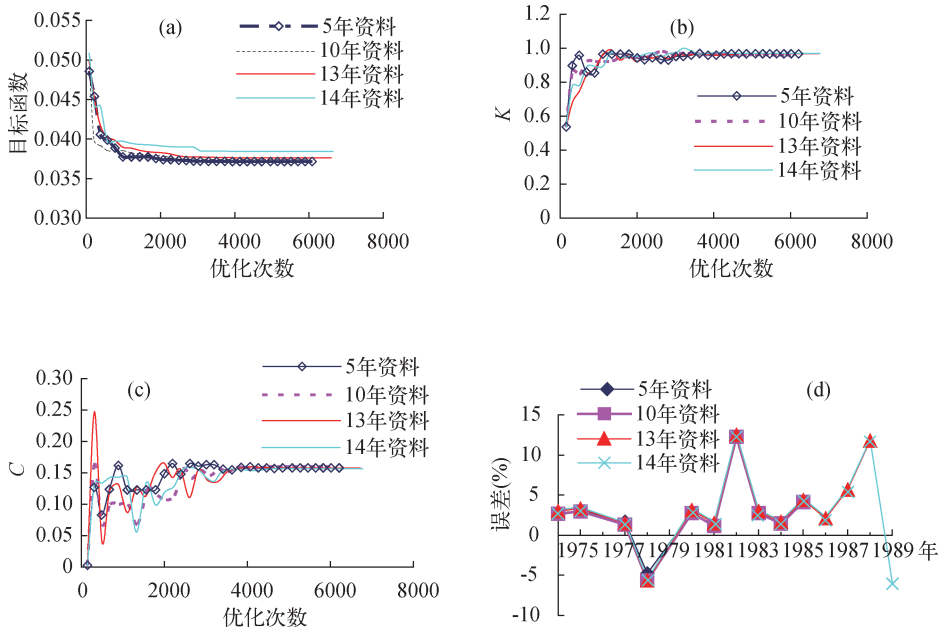 (a)
目标函数
0.055
0.050
0.045
0.040
0.035
0.030
5年资料
10年资料
13年资料
14年资料
0 2000 4000 6000 8000
优化次数
(b)
K
1.2
1.0
0.8
0.6
0.4
0.2
0
5年资料
10年资料
13年资料
14年资料
0 2000 4000 6000 8000
优化次数
(c)
C
0.30
0.25
0.20
0.15
0.10
0.05
0
5年资料
10年资料
13年资料
14年资料
0 2000 4000 6000 8000
优化次数
(d)
误差(%)
15
10
5
0
-5
-10
5年资料
10年资料
13年资料
14年资料
1975 1977 1979 1981 1983 1985 1987 1989 年